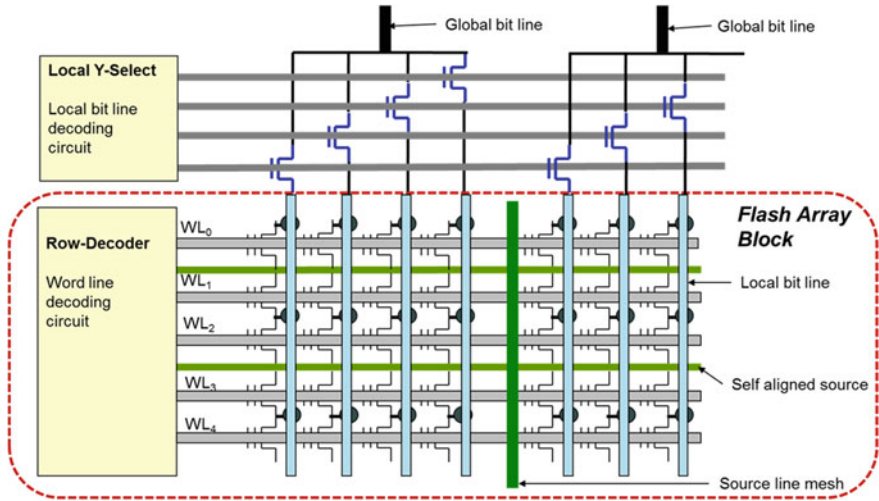 Global bit line
Global bit line
Local Y-Select
Local bit line
decoding
circuit
Flash Array
Block
Row-Decoder
Word line
decoding
circuit
WL0
WL1
WL2
WL3
WL4
Local bit line
Self aligned source
Source line mesh